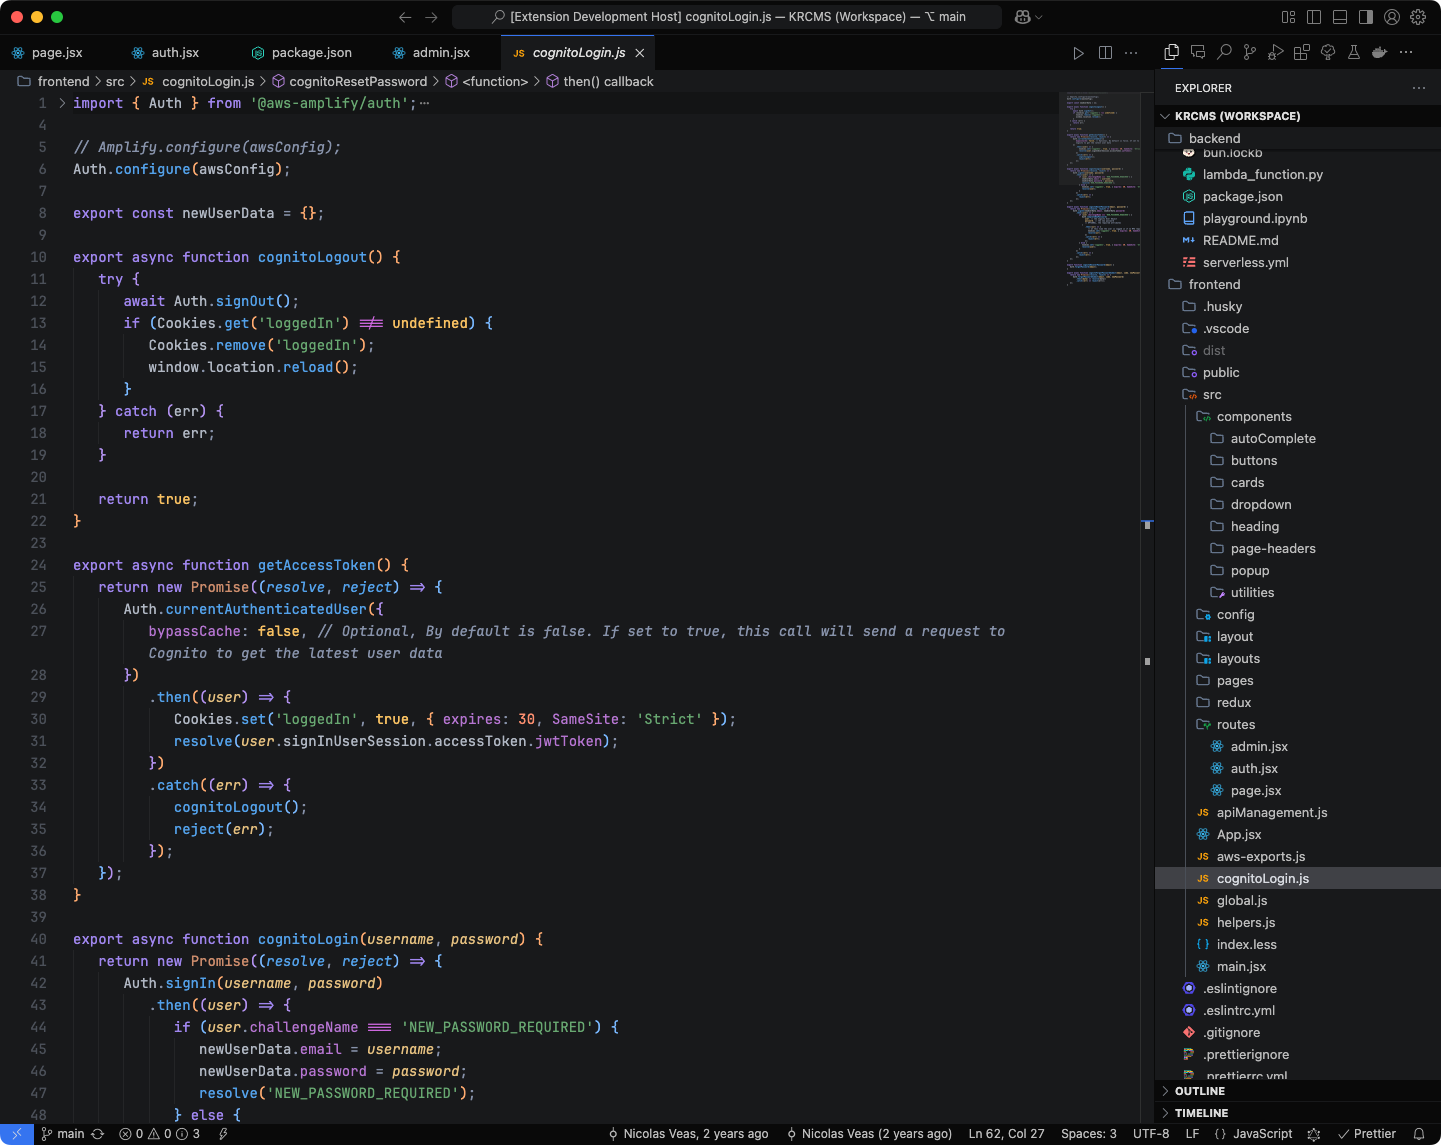 [Extension Development Host] cognitoLogin.js — KRCMS (Workspace) — ⌥ main
page.jsx
auth.jsx
package.json
admin.jsx
JS cognitoLogin.js
frontend > src > JS cognitoLogin.js > cognitoResetPassword > <function> > then() callback
1 import { Auth } from '@aws-amplify/auth';⋯
4
5 // Amplify.configure(awsConfig);
6 Auth.configure(awsConfig);
7
8 export const newUserData = {};
9
10 export async function cognitoLogout() {
11 try {
12 await Auth.signOut();
13 if (Cookies.get('loggedIn') !== undefined) {
14 Cookies.remove('loggedIn');
15 window.location.reload();
16 }
17 } catch (err) {
18 return err;
19 }
20
21 return true;
22 }
23
24 export async function getAccessToken() {
25 return new Promise((resolve, reject) => {
26 Auth.currentAuthenticatedUser({
27 bypassCache: false, // Optional, By default is false. If set to true, this call will send a request to
Cognito to get the latest user data
28 })
29 .then((user) => {
30 Cookies.set('loggedIn', true, { expires: 30, SameSite: 'Strict' });
31 resolve(user.signInUserSession.accessToken.jwtToken);
32 })
33 .catch((err) => {
34 cognitoLogout();
35 reject(err);
36 });
37 });
38 }
39
40 export async function cognitoLogin(username, password) {
41 return new Promise((resolve, reject) => {
42 Auth.signIn(username, password)
43 .then((user) => {
44 if (user.challengeName === 'NEW_PASSWORD_REQUIRED') {
45 newUserData.email = username;
46 newUserData.password = password;
47 resolve('NEW_PASSWORD_REQUIRED');
48 } else {
EXPLORER
KRCMS (WORKSPACE)
backend
bun.lockb
lambda_function.py
package.json
playground.ipynb
README.md
serverless.yml
frontend
.husky
.vscode
dist
public
src
components
autoComplete
buttons
cards
dropdown
heading
page-headers
popup
utilities
config
layout
layouts
pages
redux
routes
admin.jsx
auth.jsx
page.jsx
JS apiManagement.js
App.jsx
JS aws-exports.js
JS cognitoLogin.js
JS global.js
JS helpers.js
{ } index.less
main.jsx
.eslintignore
.eslintrc.yml
.gitignore
.prettierignore
.prettierrc.yml
OUTLINE
TIMELINE
main
0 0 3
Nicolas Veas, 2 years ago
Nicolas Veas (2 years ago)
Ln 62, Col 27
Spaces: 3
UTF-8
LF
{} JavaScript
Prettier